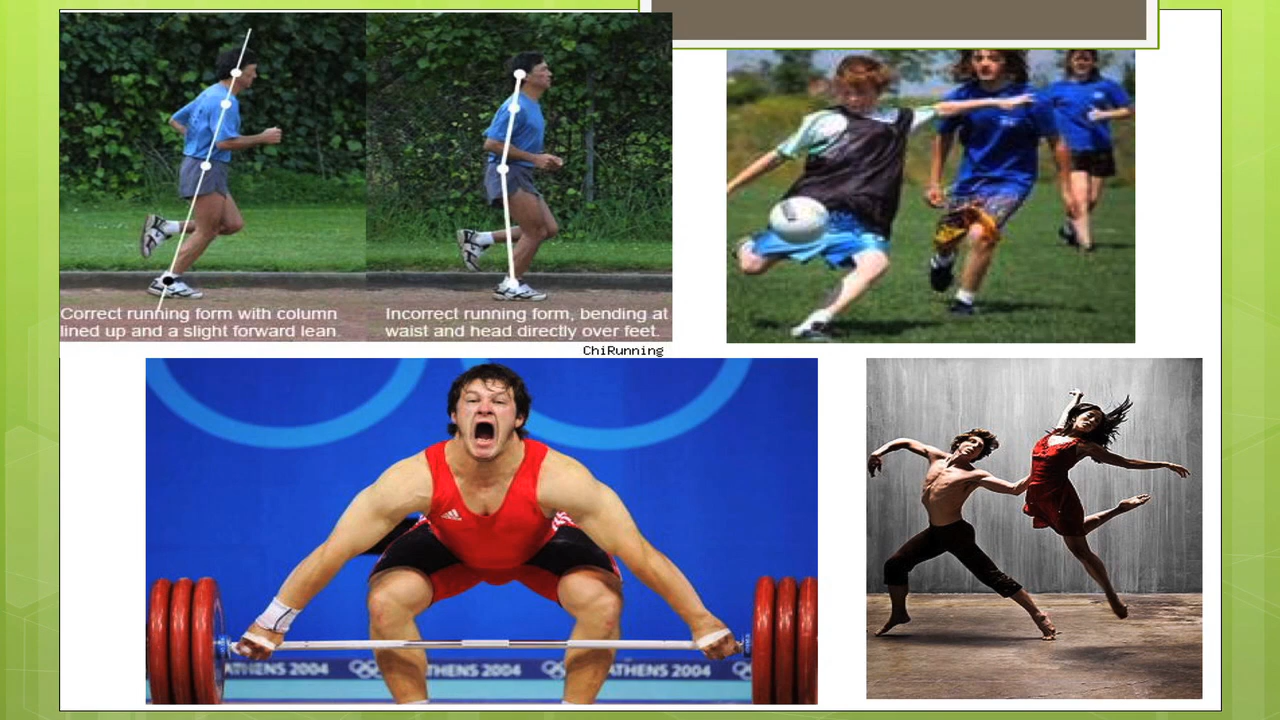 Correct running form with column
lined up and a slight forward lean.
Incorrect running form, bending at
waist and head directly over feet.
ChiRunning
ATHENS 2004
ATHENS 2004
ATHENS 2004